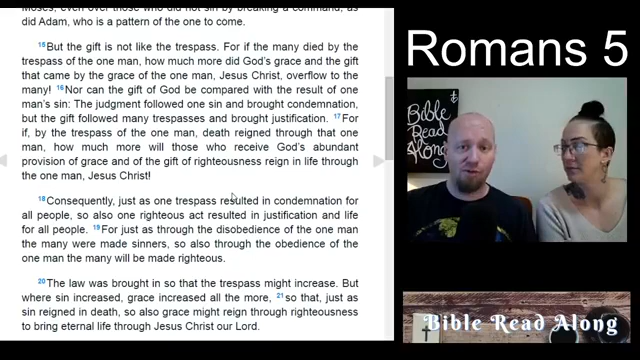 Moses, even over those who did not sin by breaking a command, as
did Adam, who is a pattern of the one to come.
15But the gift is not like the trespass. For if the many died by the
trespass of the one man, how much more did God's grace and the gift
that came by the grace of the one man, Jesus Christ, overflow to the
many! 16Nor can the gift of God be compared with the result of one
man's sin: The judgment followed one sin and brought condemnation,
but the gift followed many trespasses and brought justification. 17For
if, by the trespass of the one man, death reigned through that one
man, how much more will those who receive God's abundant
provision of grace and of the gift of righteousness reign in life through
the one man, Jesus Christ!
18Consequently, just as one trespass resulted in condemnation for
all people, so also one righteous act resulted in justification and life
for all people. 19For just as through the disobedience of the one man
the many were made sinners, so also through the obedience of the
one man the many will be made righteous.
20The law was brought in so that the trespass might increase. But
where sin increased, grace increased all the more, 21so that, just as
sin reigned in death, so also grace might reign through righteousness
to bring eternal life through Jesus Christ our Lord.
Romans 5
Bible
Read
Along
Bible Read Along